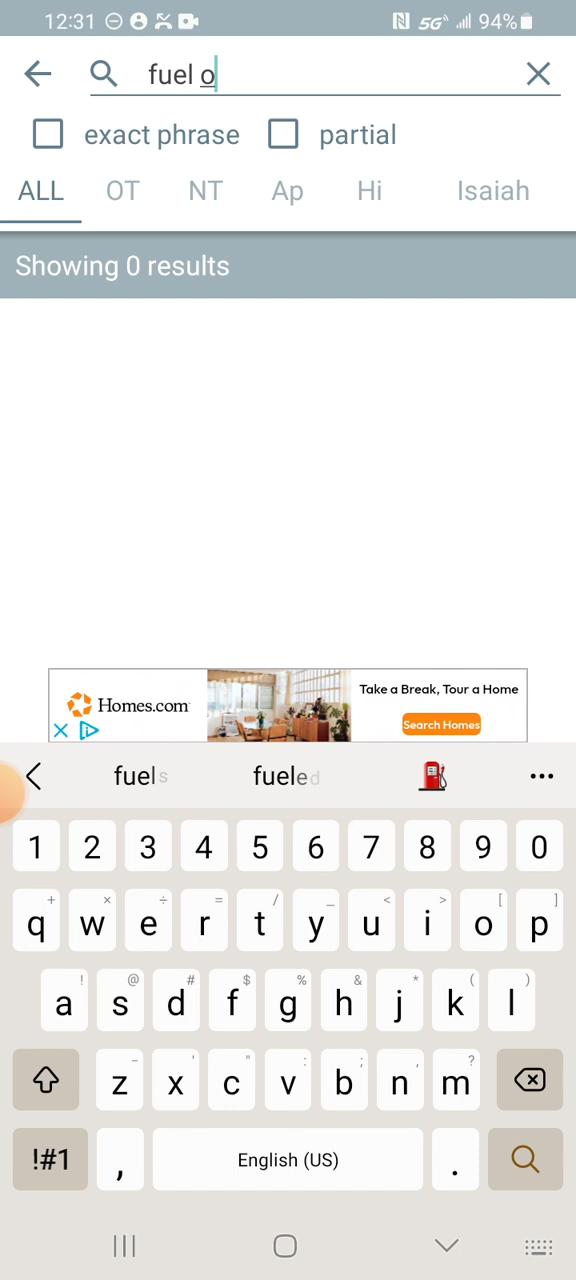 12:31 5G 94%
fuel o
exact phrase partial
ALL OT NT Ap Hi Isaiah
Showing 0 results
Homes.com
Take a Break, Tour a Home
Search Homes
fuels fueled
1 2 3 4 5 6 7 8 9 0
+ × ÷ = / _ < > [ ]
q w e r t y u i o p
! @ # $ % & * ( )
a s d f g h j k l
- ' " : ; , ?
z x c v b n m
!#1 , English (US) .